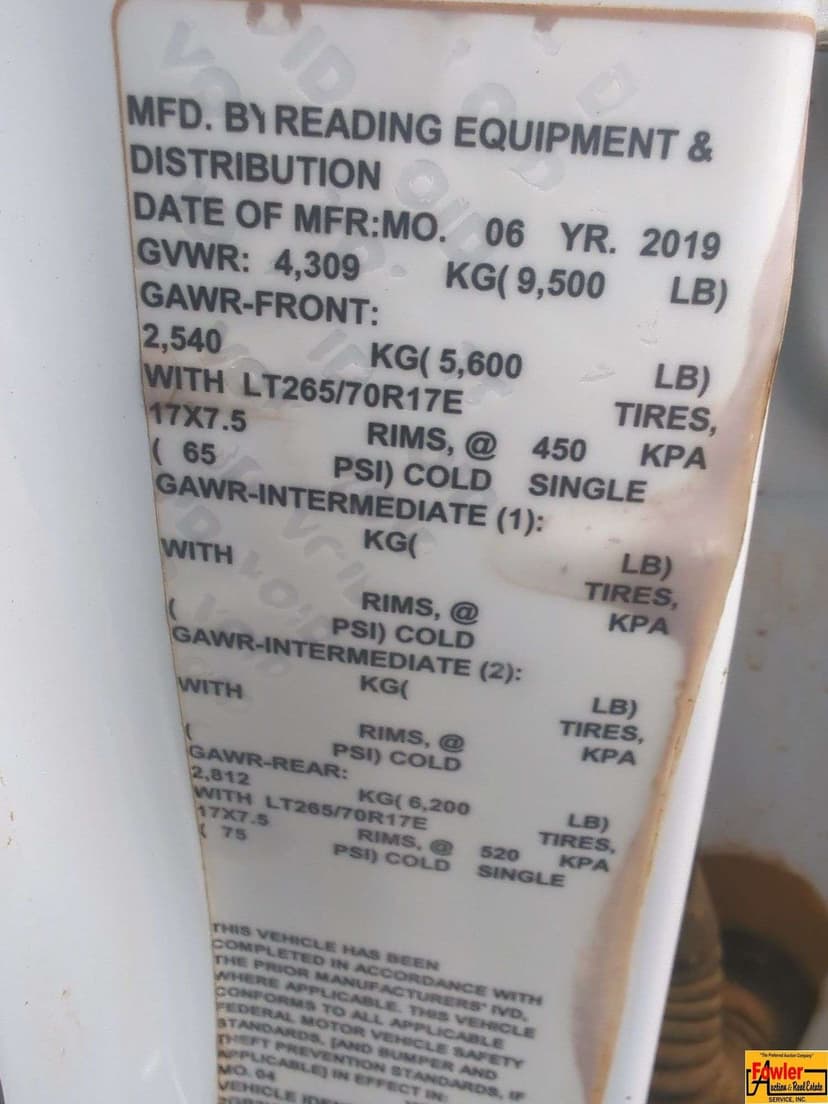 MFD. BY READING EQUIPMENT &
DISTRIBUTION
DATE OF MFR:MO. 06 YR. 2019
GVWR: 4,309 KG( 9,500 LB)
GAWR-FRONT:
2,540 KG( 5,600 LB)
WITH LT265/70R17E TIRES,
17X7.5 RIMS, @ 450 KPA
( 65 PSI) COLD SINGLE
GAWR-INTERMEDIATE (1):
KG( LB)
WITH TIRES,
RIMS, @ KPA
( PSI) COLD
GAWR-INTERMEDIATE (2):
KG( LB)
WITH TIRES,
RIMS, @ KPA
( PSI) COLD
GAWR-REAR:
2,812 KG( 6,200 LB)
WITH LT265/70R17E TIRES,
17X7.5 RIMS, @ 520 KPA
( 75 PSI) COLD SINGLE
THIS VEHICLE HAS BEEN
COMPLETED IN ACCORDANCE WITH
THE PRIOR MANUFACTURERS' IVD,
WHERE APPLICABLE. THIS VEHICLE
CONFORMS TO ALL APPLICABLE
FEDERAL MOTOR VEHICLE SAFETY
STANDARDS, [AND BUMPER AND
THEFT PREVENTION STANDARDS, IF
APPLICABLE] IN EFFECT IN:
MO. 04
VEHICLE
"The Preferred Auction Company"
Fowler
Auction & Real Estate
SERVICE, INC.